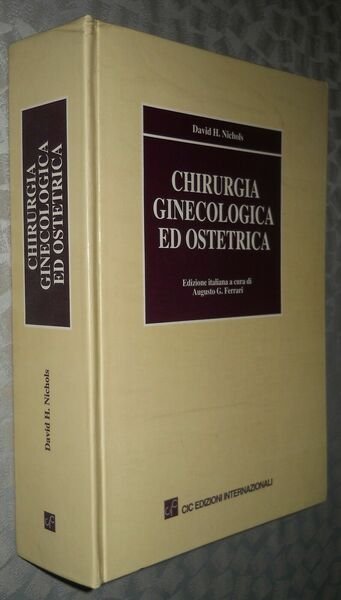 CHIRURGIA
GINECOLOGICA
ED OSTETRICA
David H. Nichols
David H. Nichols
CHIRURGIA
GINECOLOGICA
ED OSTETRICA
Edizione italiana a cura di
Augusto G. Ferrari
CIC EDIZIONI INTERNAZIONALI